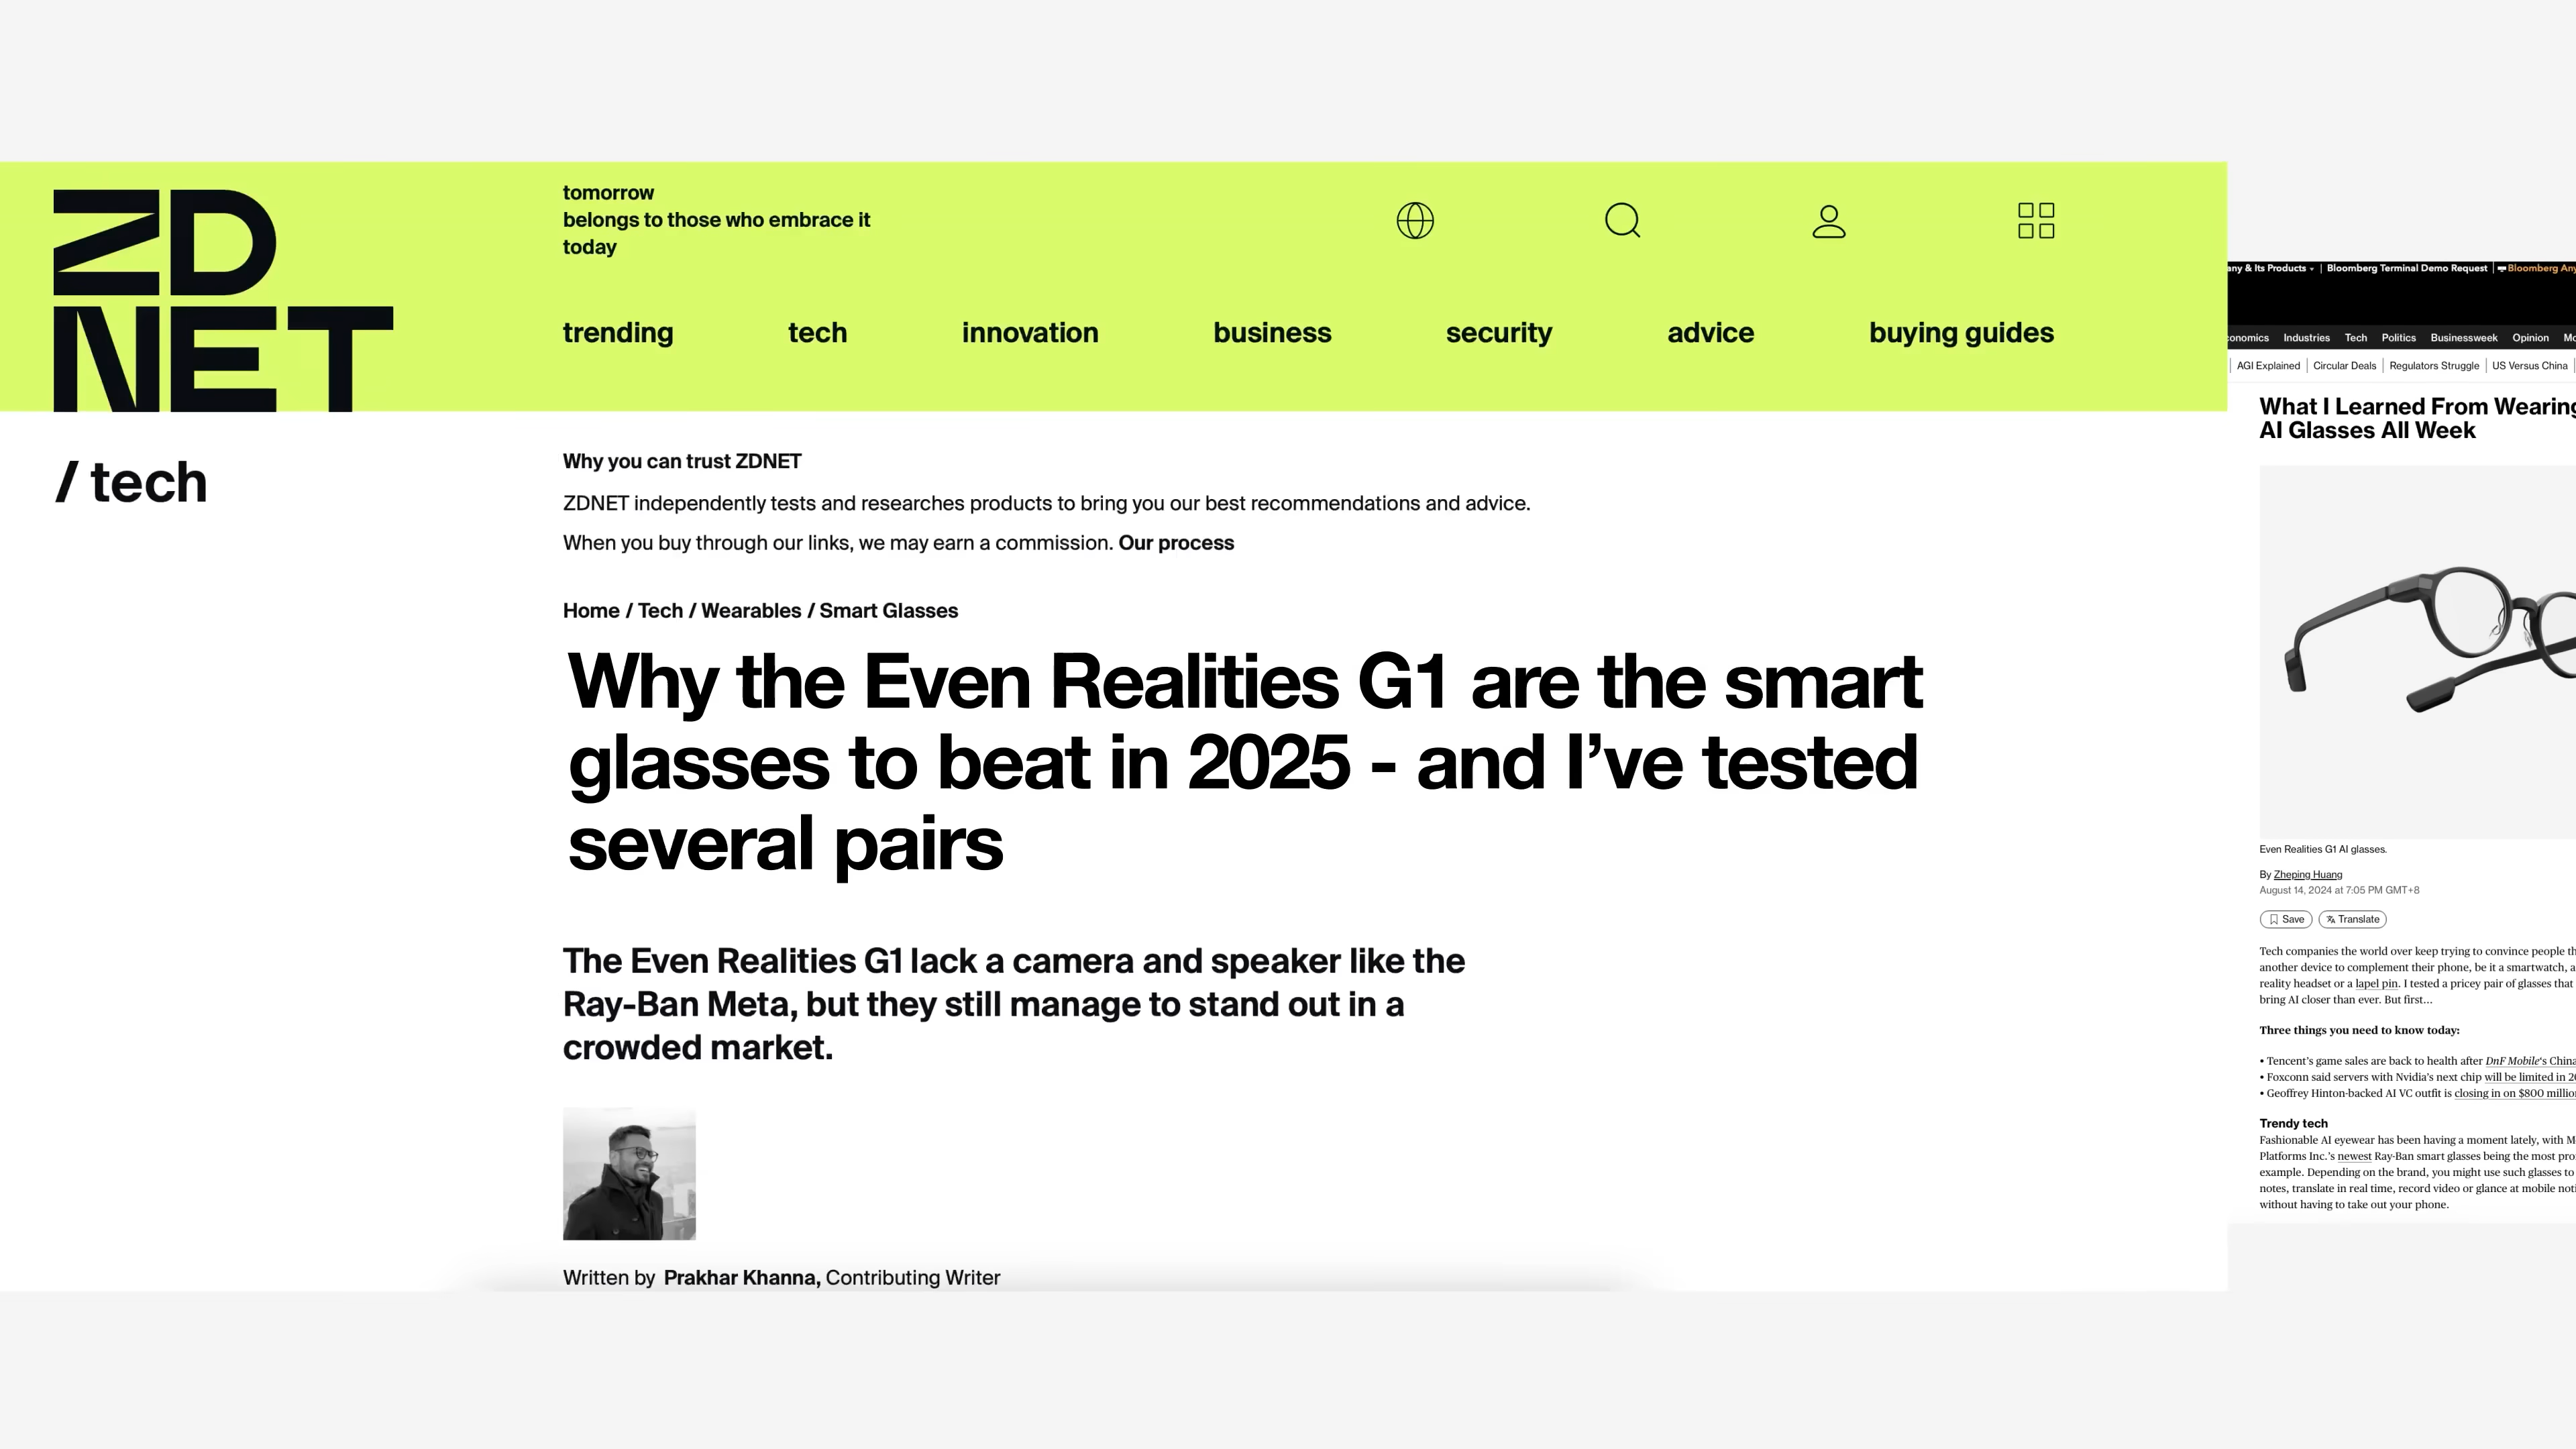 ZD
NET
tomorrow
belongs to those who embrace it
today
trending tech innovation business security advice buying guides
/ tech
Why you can trust ZDNET
ZDNET independently tests and researches products to bring you our best recommendations and advice.
When you buy through our links, we may earn a commission. Our process
Home / Tech / Wearables / Smart Glasses
Why the Even Realities G1 are the smart
glasses to beat in 2025 - and I’ve tested
several pairs
The Even Realities G1 lack a camera and speaker like the
Ray-Ban Meta, but they still manage to stand out in a
crowded market.
Written by Prakhar Khanna, Contributing Writer
& Its Products | Bloomberg Terminal Demo Request | Bloomberg
Industries Tech Politics Businessweek Opinion
AGI Explained | Circular Deals | Regulators Struggle | US Versus China
What I Learned From Wearing
AI Glasses All Week
Even Realities G1 AI glasses.
By Zheping Huang
August 14, 2024 at 7:05 PM GMT+8
Save Translate
Tech companies the world over keep trying to convince people
another device to complement their phone, be it a smartwatch,
reality headset or a lapel pin. I tested a pricey pair of glasses that
bring AI closer than ever. But first...
Three things you need to know today:
• Tencent’s game sales are back to health after DnF Mobile‘s China
• Foxconn said servers with Nvidia’s next chip will be limited in
• Geoffrey Hinton-backed AI VC outfit is closing in on $800
Trendy tech
Fashionable AI eyewear has been having a moment lately, with
Platforms Inc.’s newest Ray-Ban smart glasses being the most
example. Depending on the brand, you might use such glasses to
notes, translate in real time, record video or glance at mobile
without having to take out your phone.